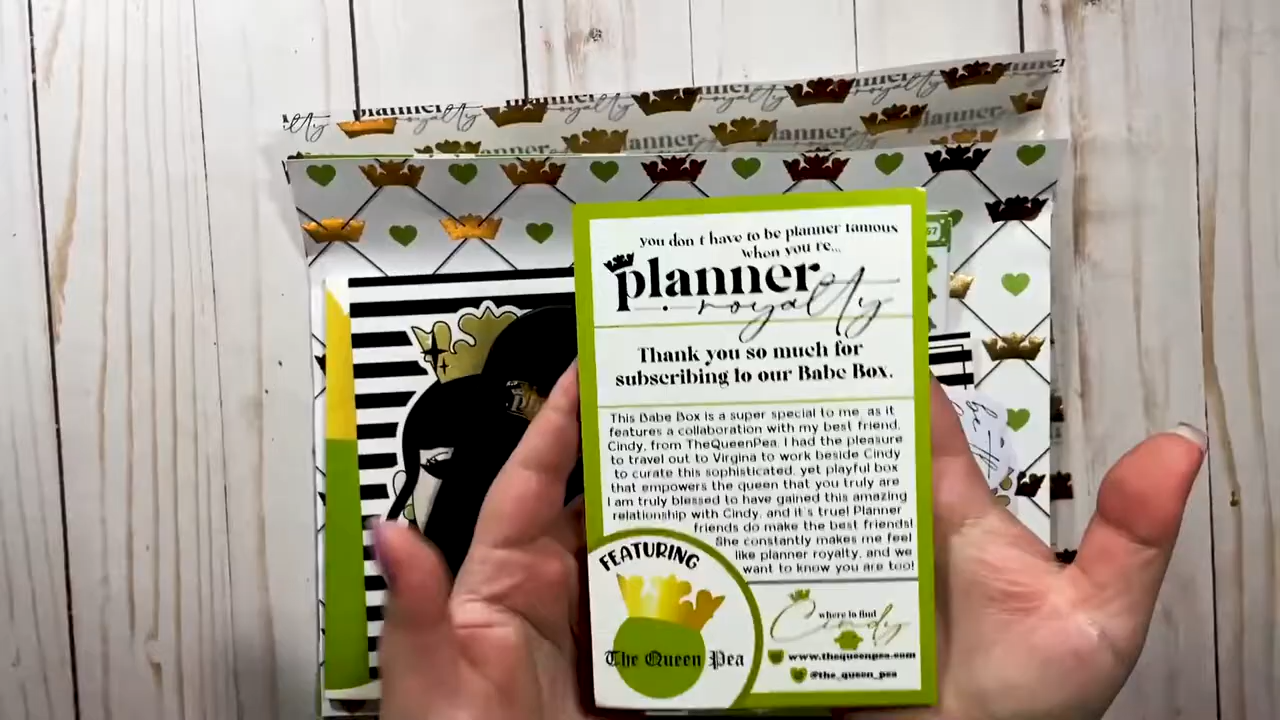 planner
planner
planner
royalty
planner
planner
you don't have to be planner famous
when you're...
planner
royalty
Thank you so much for
subscribing to our Babe Box.
This Babe Box is a super special to me, as it
features a collaboration with my best friend,
Cindy, from TheQueenPea. I had the pleasure
to travel out to Virgina to work beside Cindy
to curate this sophisticated, yet playful box
that empowers the queen that you truly are
I am truly blessed to have gained this amazing
relationship with Cindy, and it's true! Planner
friends do make the best friends!
She constantly makes me feel
like planner royalty, and we
want to know you are too!
FEATURING
The Queen Pea
where to find
Cindy
www.thequeenpea.com
@the_queen_pea
be